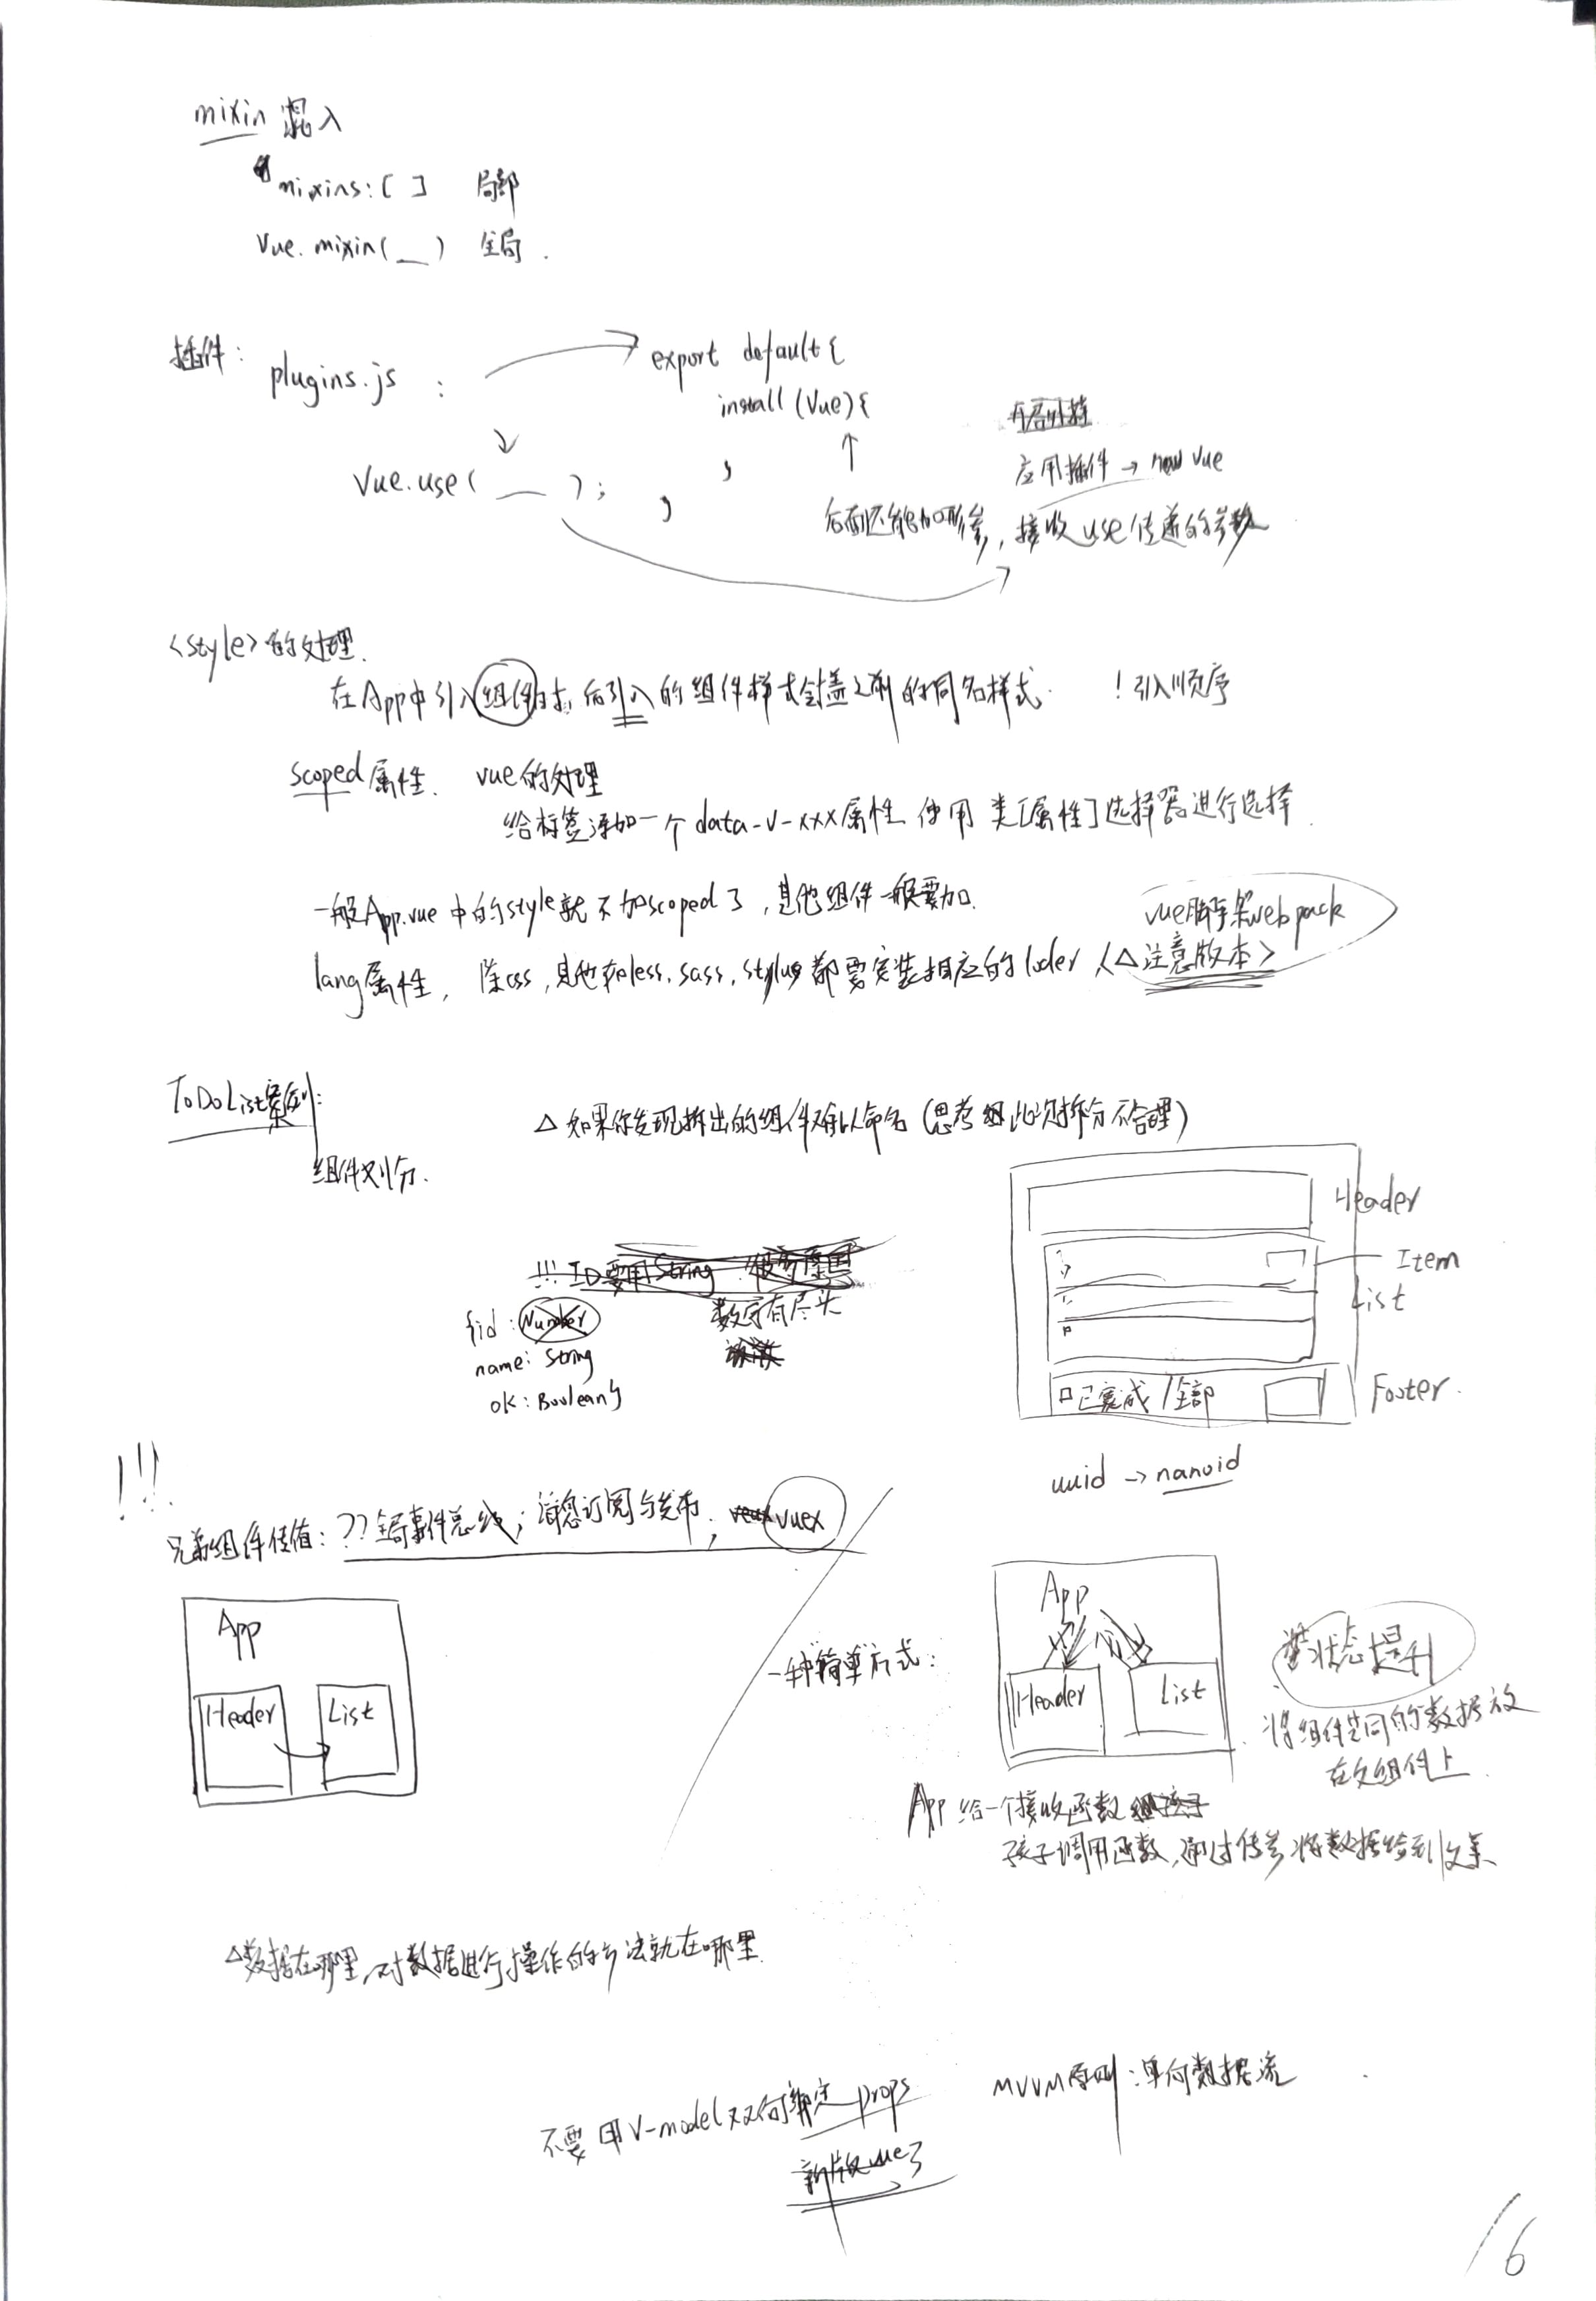 mixin 混入
mixins:[ ] 局部
Vue.mixin(__) 全局.
插件:
plugins.js :
export default{
install(Vue){
Vue.use( __ );
应用插件 → new Vue
后面还能加形参, 接收use传递的参数
<style>的处理.
在App中引入组件时, 后引入的组件样式会覆盖之前的同名样式. !引入顺序
scoped属性. vue的处理
给标签添加一个data-v-xxx属性 使用 类[属性]选择器进行选择.
一般App.vue中的style就不加scoped了, 其他组件一般要加.
vue脚手架webpack
lang属性, 除css, 其他和less, sass, stylus都要安装相应的loder <△注意版本>
ToDoList案例:
△ 如果你发现拆出的组件难以命名 (思考 此次拆分不合理)
组件划分.
Header
Item
List
!!! ID要用String
{id: Number
数字有尽头
name: String
ok: Boolean}
口已完成 / 全部
Footer.
uuid → nanoid
!!!
兄弟组件传值: ??全局事件总线; 消息订阅与发布; vuex
App
Header
List
一种简单方式:
App
Header
List
状态提升
将组件共同的数据放
在父组件上.
App 给一个接收函数
孩子调用函数, 通过传参将数据给到父亲
△数据在哪里, 对数据进行操作的方法就在哪里.
不要用V-model双向绑定props
MVVM原则: 单向数据流
新版vue了
16